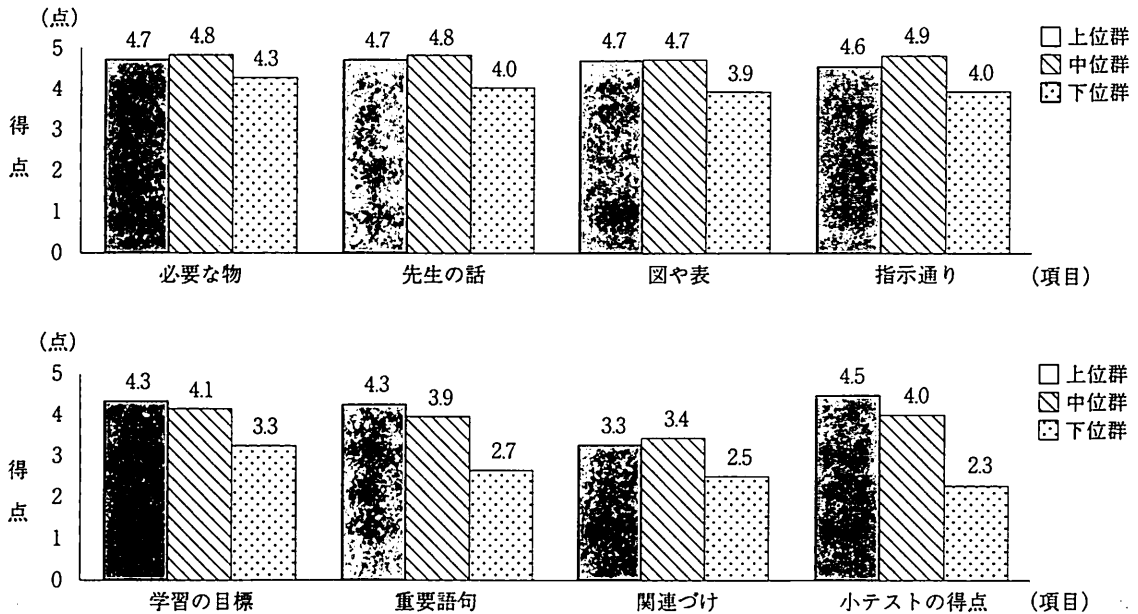 (点)
4.7 4.8 4.3 4.7 4.8 4.0 4.7 4.7 3.9 4.6 4.9 4.0
上位群
中位群
下位群
得点
5
4
3
2
1
0
必要な物 先生の話 図や表 指示通り (項目)
(点)
4.3 4.1 3.3 4.3 3.9 2.7 3.3 3.4 2.5 4.5 4.0 2.3
上位群
中位群
下位群
得点
5
4
3
2
1
0
学習の目標 重要語句 関連づけ 小テストの得点 (項目)